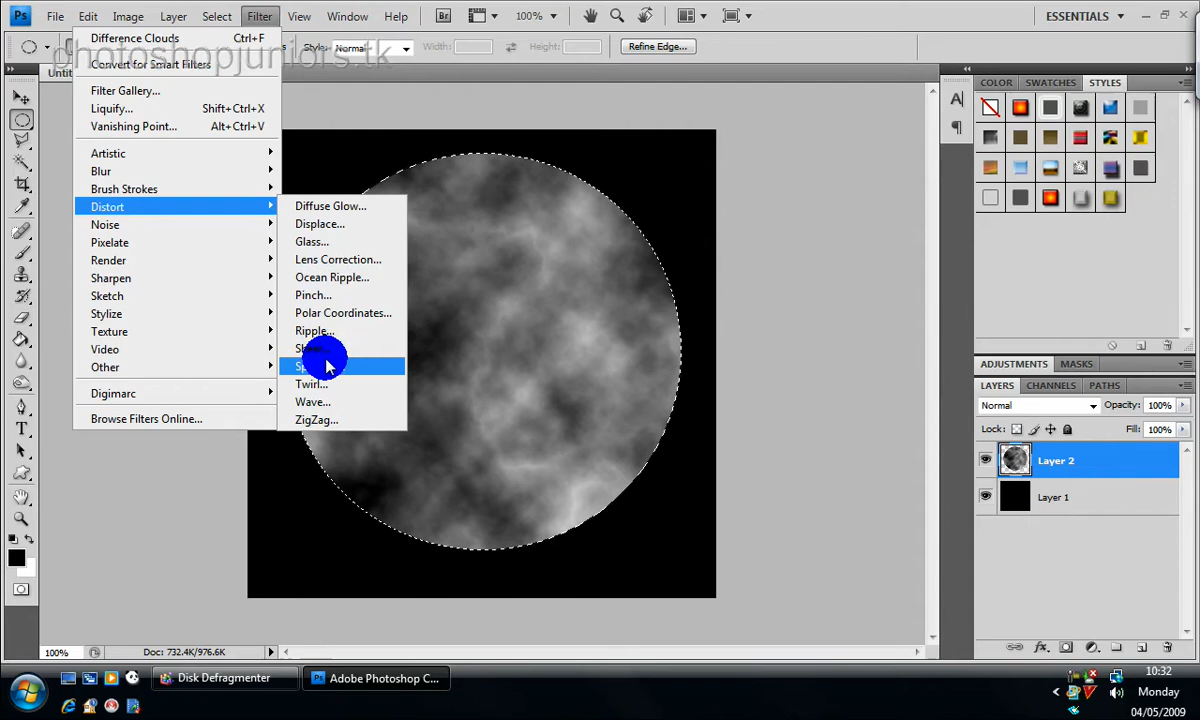 Ps File Edit Image Layer Select Filter View Window Help Br 100% ESSENTIALS
Style: Normal Width: Height: Refine Edge...
photoshopjuniors.tk
Difference Clouds Ctrl+F
Convert for Smart Filters
Filter Gallery...
Liquify... Shift+Ctrl+X
Vanishing Point... Alt+Ctrl+V
Artistic
Blur
Brush Strokes
Distort
Noise
Pixelate
Render
Sharpen
Sketch
Stylize
Texture
Video
Other
Digimarc
Browse Filters Online...
Diffuse Glow...
Displace...
Glass...
Lens Correction...
Ocean Ripple...
Pinch...
Polar Coordinates...
Ripple...
Twirl...
Wave...
ZigZag...
COLOR SWATCHES STYLES
ADJUSTMENTS MASKS
LAYERS CHANNELS PATHS
Normal Opacity: 100%
Lock: Fill: 100%
Layer 2
Layer 1
100% Doc: 732.4K/976.6K
Disk Defragmenter
Adobe Photoshop C...
10:32
Monday
04/05/2009